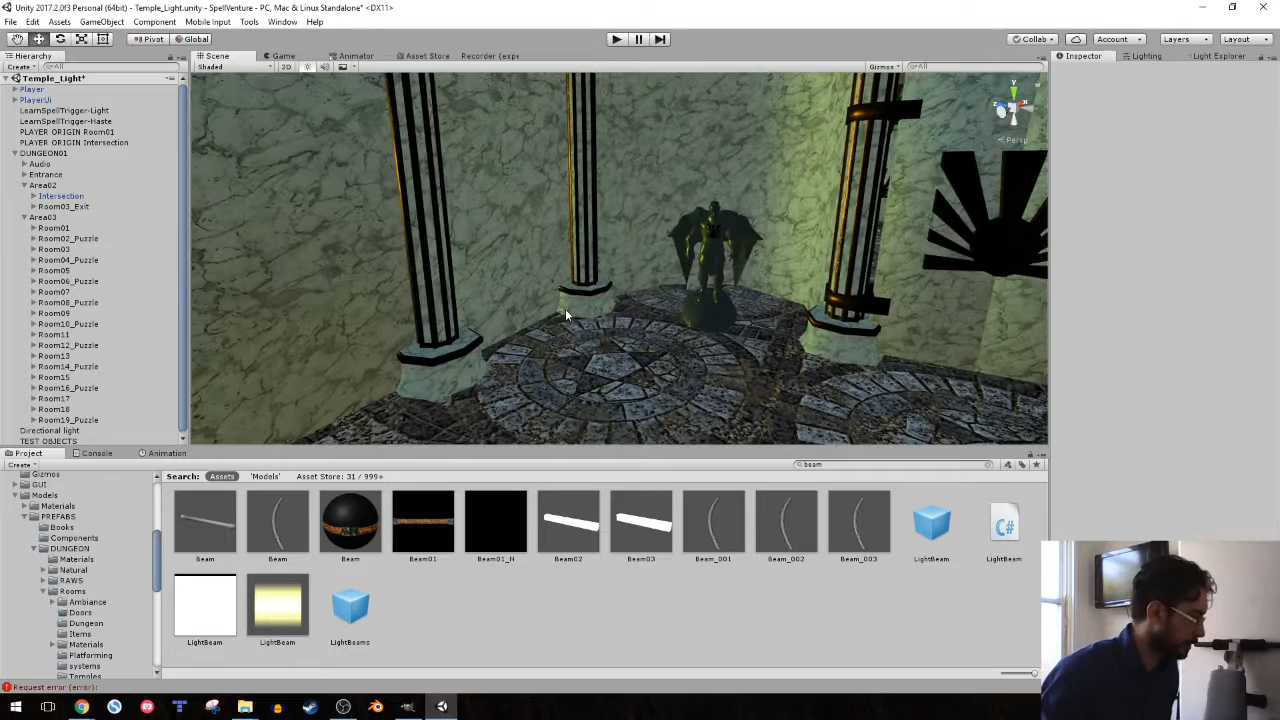 Unity 2017.2.0f3 Personal (64bit) - Temple_Light.unity - SpellVenture - PC, Mac & Linux Standalone* <DX11>
File Edit Assets GameObject Component Mobile Input Tools Window Help
Pivot Global Collab Account Layers Layout
Hierarchy Scene Game Animator Asset Store Recorder (expe Inspector Lighting Light Explorer
Create All Shaded 2D Gizmos All
Temple_Light*
Player
PlayerUi
LearnSpellTrigger-Light
LearnSpellTrigger-Haste
PLAYER ORIGIN Room01
PLAYER ORIGIN Intersection
DUNGEON01
Audio
Entrance
Area02
Intersection
Room03_Exit
Area03
Room01
Room02_Puzzle
Room03
Room04_Puzzle
Room05
Room06_Puzzle
Room07
Room08_Puzzle
Room09
Room10_Puzzle
Room11
Room12_Puzzle
Room13
Room14_Puzzle
Room15
Room16_Puzzle
Room17
Room18
Room19_Puzzle
Directional light
TEST OBJECTS
y
x
z
Persp
Project Console Animation
Create beam
Gizmos
GUI
Models
Materials
PREFABS
Books
Components
DUNGEON
Materials
Natural
RAWS
Rooms
Ambiance
Doors
Dungeon
Items
Materials
Platforming
systems
Temples
Search: Assets 'Models' Asset Store: 31 / 999+
Beam Beam Beam Beam01 Beam01_N Beam02 Beam03 Beam_001 Beam_002 Beam_003 LightBeam LightBeam
C#
LightBeam LightBeam LightBeams
Request error (error):